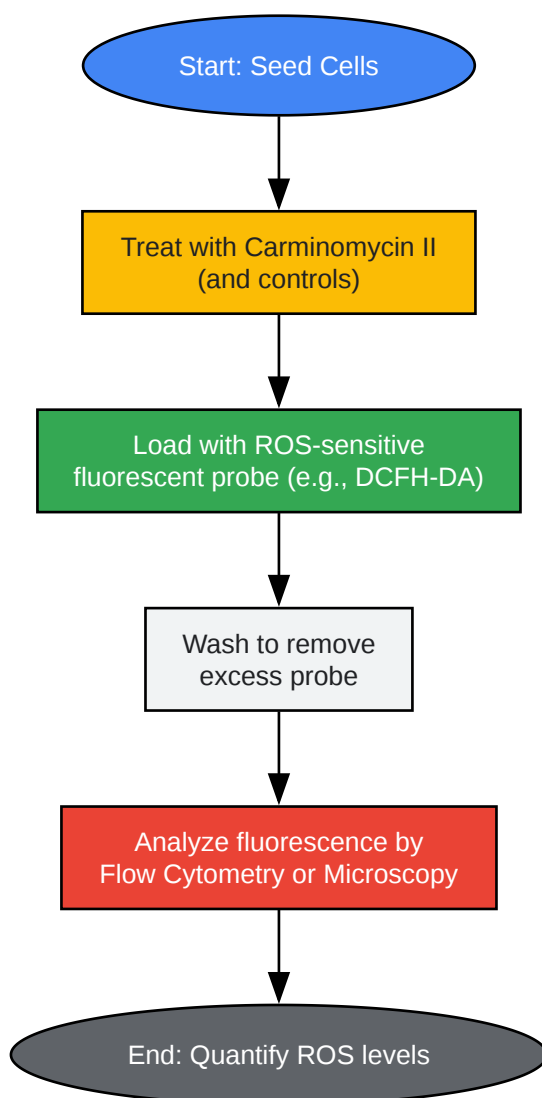 Start: Seed Cells
Treat with Carminomycin II
(and controls)
Load with ROS-sensitive
fluorescent probe (e.g., DCFH-DA)
Wash to remove
excess probe
Analyze fluorescence by
Flow Cytometry or Microscopy
End: Quantify ROS levels